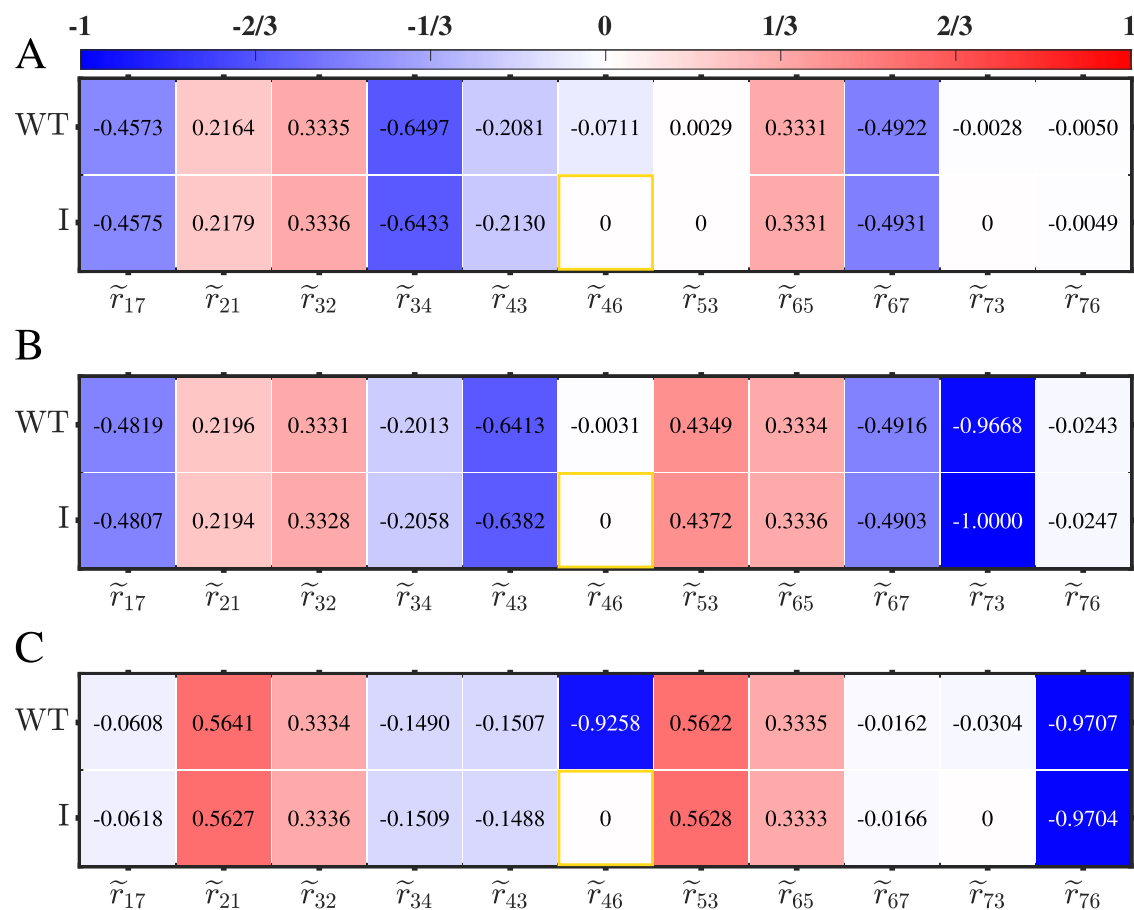 -1 -2/3 -1/3 0 1/3 2/3 1
A
WT -0.4573 0.2164 0.3335 -0.6497 -0.2081 -0.0711 0.0029 0.3331 -0.4922 -0.0028 -0.0050
I -0.4575 0.2179 0.3336 -0.6433 -0.2130 0 0 0.3331 -0.4931 0 -0.0049
r̃₁₇ r̃₂₁ r̃₃₂ r̃₃₄ r̃₄₃ r̃₄₆ r̃₅₃ r̃₆₅ r̃₆₇ r̃₇₃ r̃₇₆
B
WT -0.4819 0.2196 0.3331 -0.2013 -0.6413 -0.0031 0.4349 0.3334 -0.4916 -0.9668 -0.0243
I -0.4807 0.2194 0.3328 -0.2058 -0.6382 0 0.4372 0.3336 -0.4903 -1.0000 -0.0247
r̃₁₇ r̃₂₁ r̃₃₂ r̃₃₄ r̃₄₃ r̃₄₆ r̃₅₃ r̃₆₅ r̃₆₇ r̃₇₃ r̃₇₆
C
WT -0.0608 0.5641 0.3334 -0.1490 -0.1507 -0.9258 0.5622 0.3335 -0.0162 -0.0304 -0.9707
I -0.0618 0.5627 0.3336 -0.1509 -0.1488 0 0.5628 0.3333 -0.0166 0 -0.9704
r̃₁₇ r̃₂₁ r̃₃₂ r̃₃₄ r̃₄₃ r̃₄₆ r̃₅₃ r̃₆₅ r̃₆₇ r̃₇₃ r̃₇₆